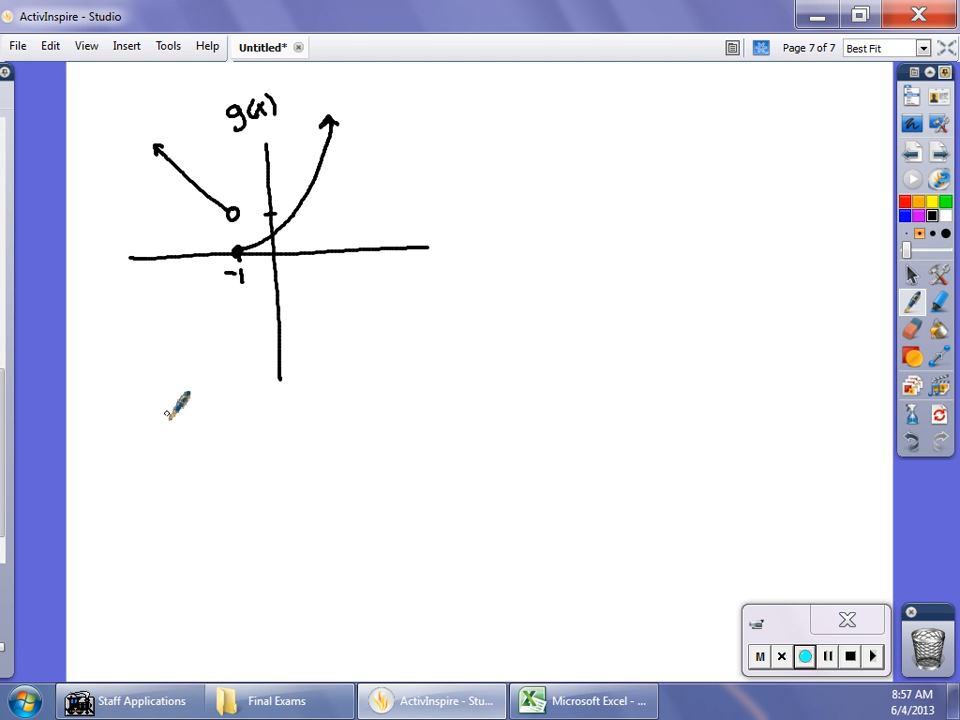 ActivInspire - Studio
File Edit View Insert Tools Help Untitled* Page 7 of 7 Best Fit
g(x)
-1
M
Staff Applications Final Exams ActivInspire - Stu... Microsoft Excel - ... 8:57 AM
6/4/2013